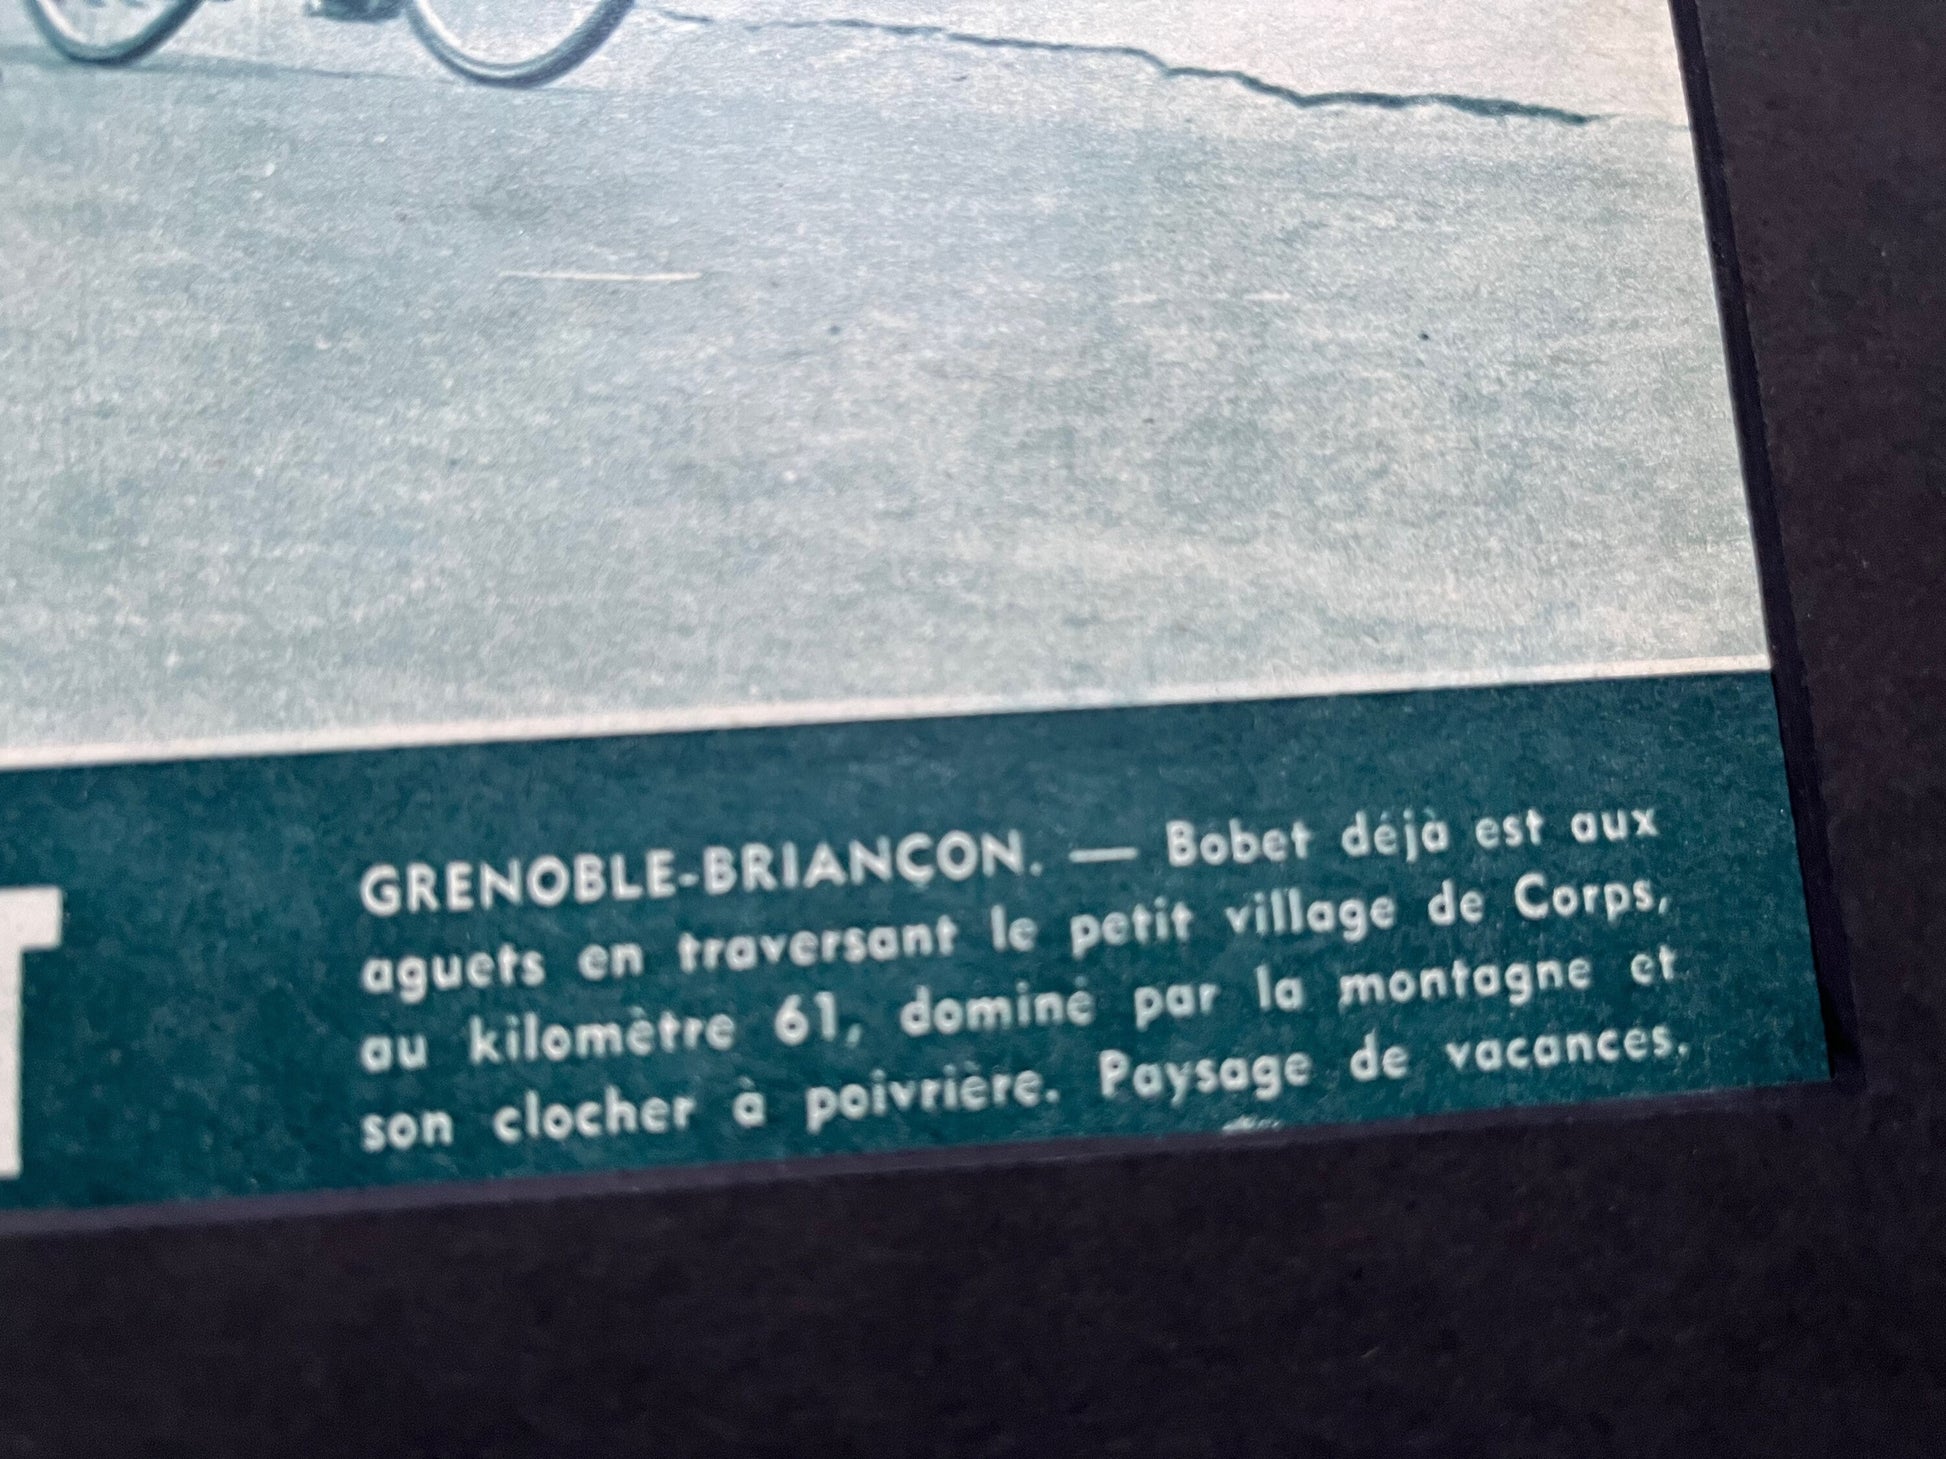 T
GRENOBLE-BRIANÇON. — Bobet déjà est aux
aguets en traversant le petit village de Corps,
au kilomètre 61, dominé par la montagne et
son clocher à poivrière. Paysage de vacances.